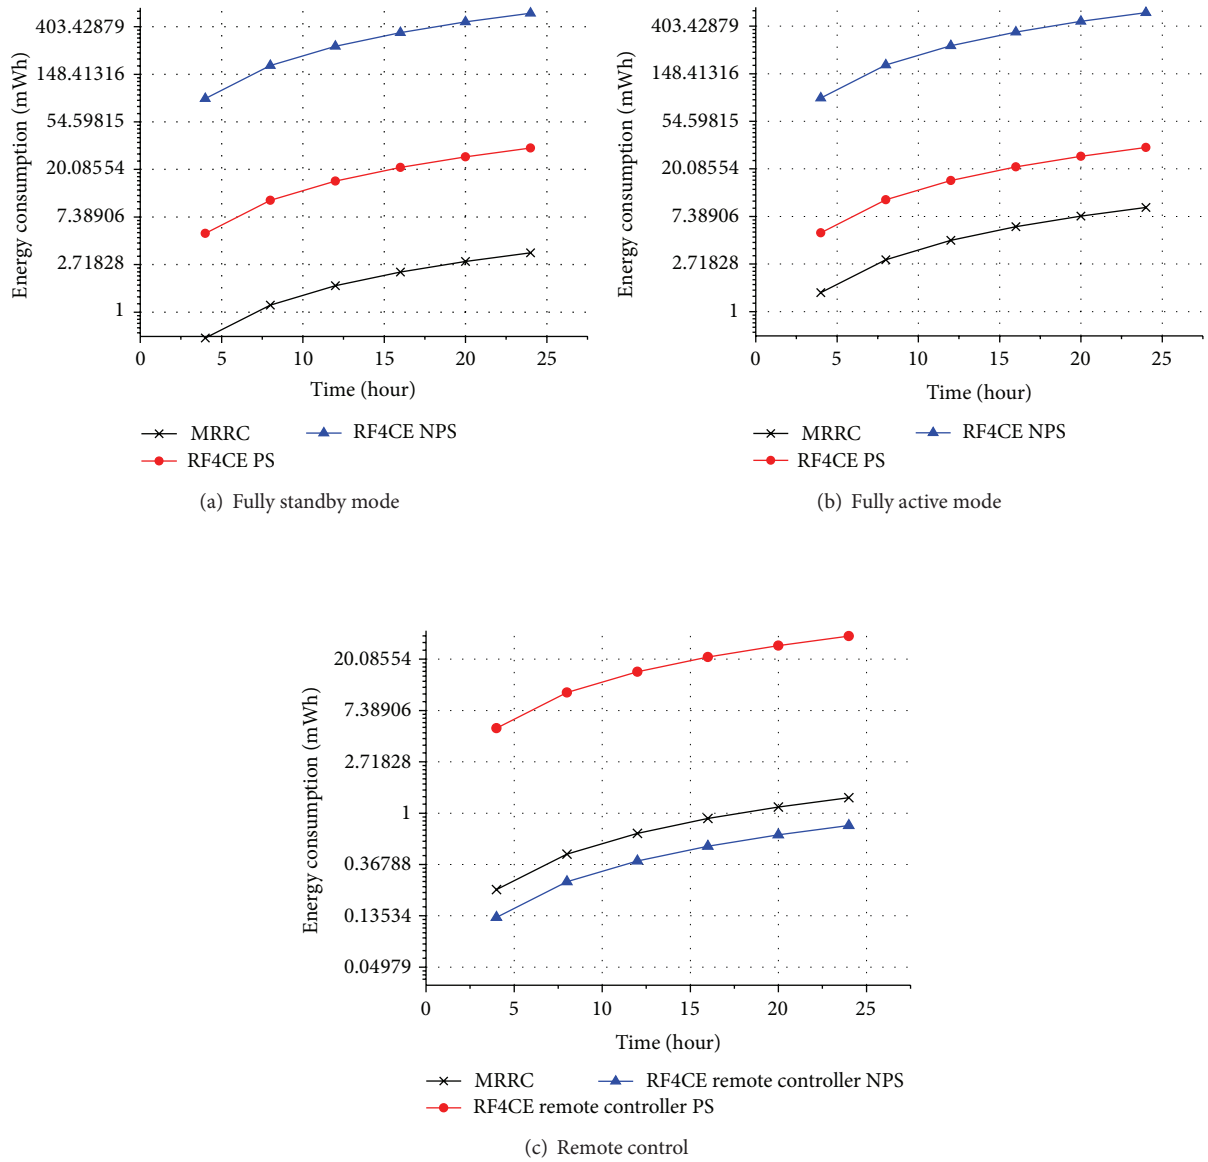 Energy consumption (mWh)
403.42879
148.41316
54.59815
20.08554
7.38906
2.71828
1
0 5 10 15 20 25
Time (hour)
MRRC
RF4CE NPS
RF4CE PS
(a) Fully standby mode
Energy consumption (mWh)
403.42879
148.41316
54.59815
20.08554
7.38906
2.71828
1
0 5 10 15 20 25
Time (hour)
MRRC
RF4CE NPS
RF4CE PS
(b) Fully active mode
Energy consumption (mWh)
20.08554
7.38906
2.71828
1
0.36788
0.13534
0.04979
0 5 10 15 20 25
Time (hour)
MRRC
RF4CE remote controller NPS
RF4CE remote controller PS
(c) Remote control